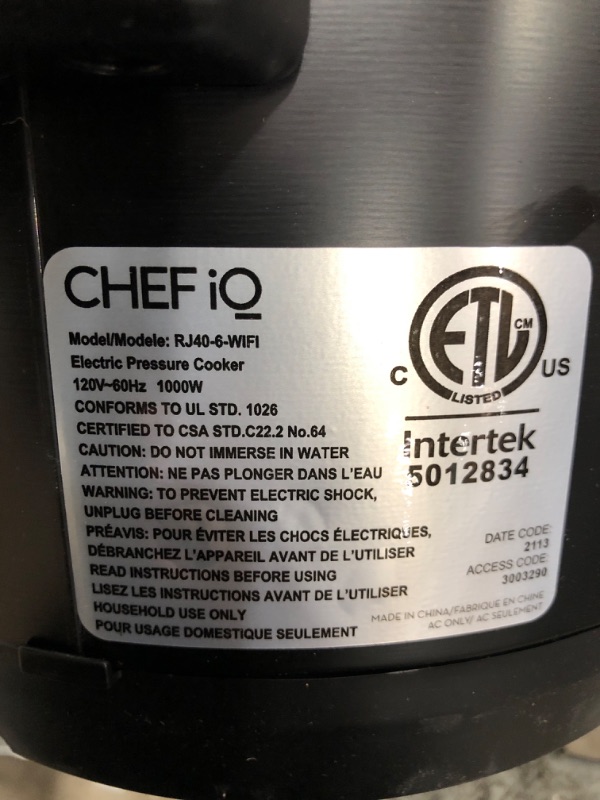 CHEF iQ
Model/Modele: RJ40-6-WIFI
Electric Pressure Cooker
120V~60Hz 1000W
CONFORMS TO UL STD. 1026
CERTIFIED TO CSA STD.C22.2 No.64
CAUTION: DO NOT IMMERSE IN WATER
ATTENTION: NE PAS PLONGER DANS L'EAU
WARNING: TO PREVENT ELECTRIC SHOCK,
UNPLUG BEFORE CLEANING
PRÉAVIS: POUR ÉVITER LES CHOCS ÉLECTRIQUES,
DÉBRANCHEZ L'APPAREIL AVANT DE L'UTILISER
READ INSTRUCTIONS BEFORE USING
LISEZ LES INSTRUCTIONS AVANT DE L'UTILISER
HOUSEHOLD USE ONLY
POUR USAGE DOMESTIQUE SEULEMENT
ETL CM
C US
LISTED
Intertek
5012834
DATE CODE:
2113
ACCESS CODE:
3003290
MADE IN CHINA/FABRIQUE EN CHINE
AC ONLY/ AC SEULEMENT